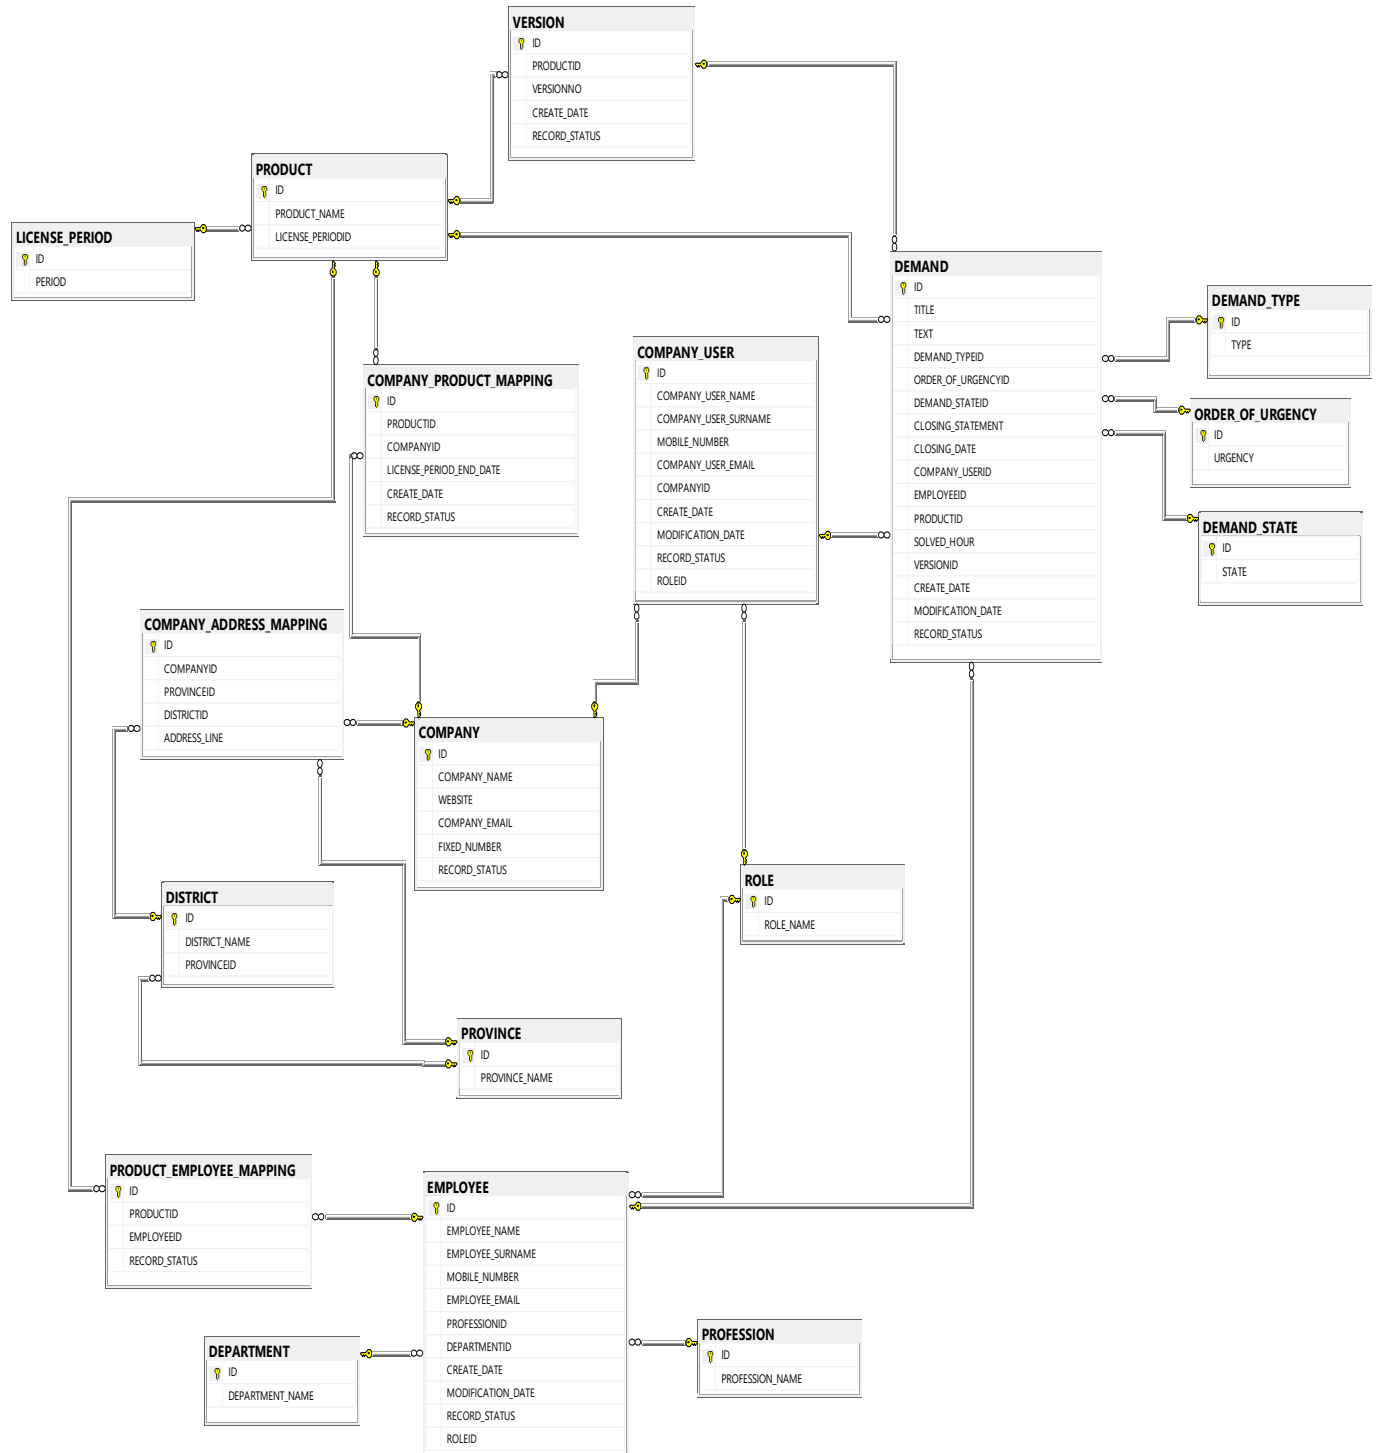 VERSION
ID
PRODUCTID
VERSIONNO
CREATE_DATE
RECORD_STATUS
PRODUCT
ID
PRODUCT_NAME
LICENSE_PERIODID
LICENSE_PERIOD
ID
PERIOD
DEMAND
ID
TITLE
TEXT
DEMAND_TYPEID
ORDER_OF_URGENCYID
DEMAND_STATEID
CLOSING_STATEMENT
CLOSING_DATE
COMPANY_USERID
EMPLOYEEID
PRODUCTID
SOLVED_HOUR
VERSIONID
CREATE_DATE
MODIFICATION_DATE
RECORD_STATUS
DEMAND_TYPE
ID
TYPE
ORDER_OF_URGENCY
ID
URGENCY
DEMAND_STATE
ID
STATE
COMPANY_USER
ID
COMPANY_USER_NAME
COMPANY_USER_SURNAME
MOBILE_NUMBER
COMPANY_USER_EMAIL
COMPANYID
CREATE_DATE
MODIFICATION_DATE
RECORD_STATUS
ROLEID
COMPANY_PRODUCT_MAPPING
ID
PRODUCTID
COMPANYID
LICENSE_PERIOD_END_DATE
CREATE_DATE
RECORD_STATUS
COMPANY_ADDRESS_MAPPING
ID
COMPANYID
PROVINCEID
DISTRICTID
ADDRESS_LINE
COMPANY
ID
COMPANY_NAME
WEBSITE
COMPANY_EMAIL
FIXED_NUMBER
RECORD_STATUS
ROLE
ID
ROLE_NAME
DISTRICT
ID
DISTRICT_NAME
PROVINCEID
PROVINCE
ID
PROVINCE_NAME
PRODUCT_EMPLOYEE_MAPPING
ID
PRODUCTID
EMPLOYEEID
RECORD_STATUS
EMPLOYEE
ID
EMPLOYEE_NAME
EMPLOYEE_SURNAME
MOBILE_NUMBER
EMPLOYEE_EMAIL
PROFESSIONID
DEPARTMENTID
CREATE_DATE
MODIFICATION_DATE
RECORD_STATUS
ROLEID
PROFESSION
ID
PROFESSION_NAME
DEPARTMENT
ID
DEPARTMENT_NAME